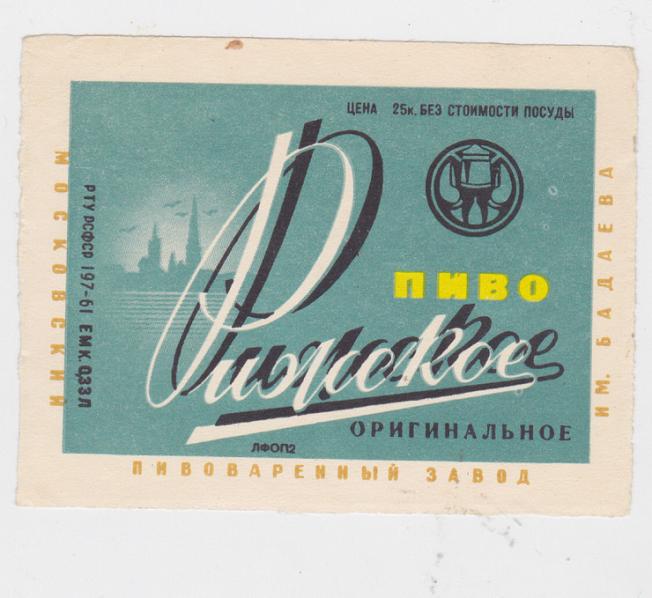 ЦЕНА 25к. БЕЗ СТОИМОСТИ ПОСУДЫ
МОСКОВСКИЙ
РТУ РСФСР 197-61 ЕМК. 0,33Л
ПИВО
Рижское
ОРИГИНАЛЬНОЕ
ЛФОП2
ПИВОВАРЕННЫЙ ЗАВОД
ИМ. БАДАЕВА